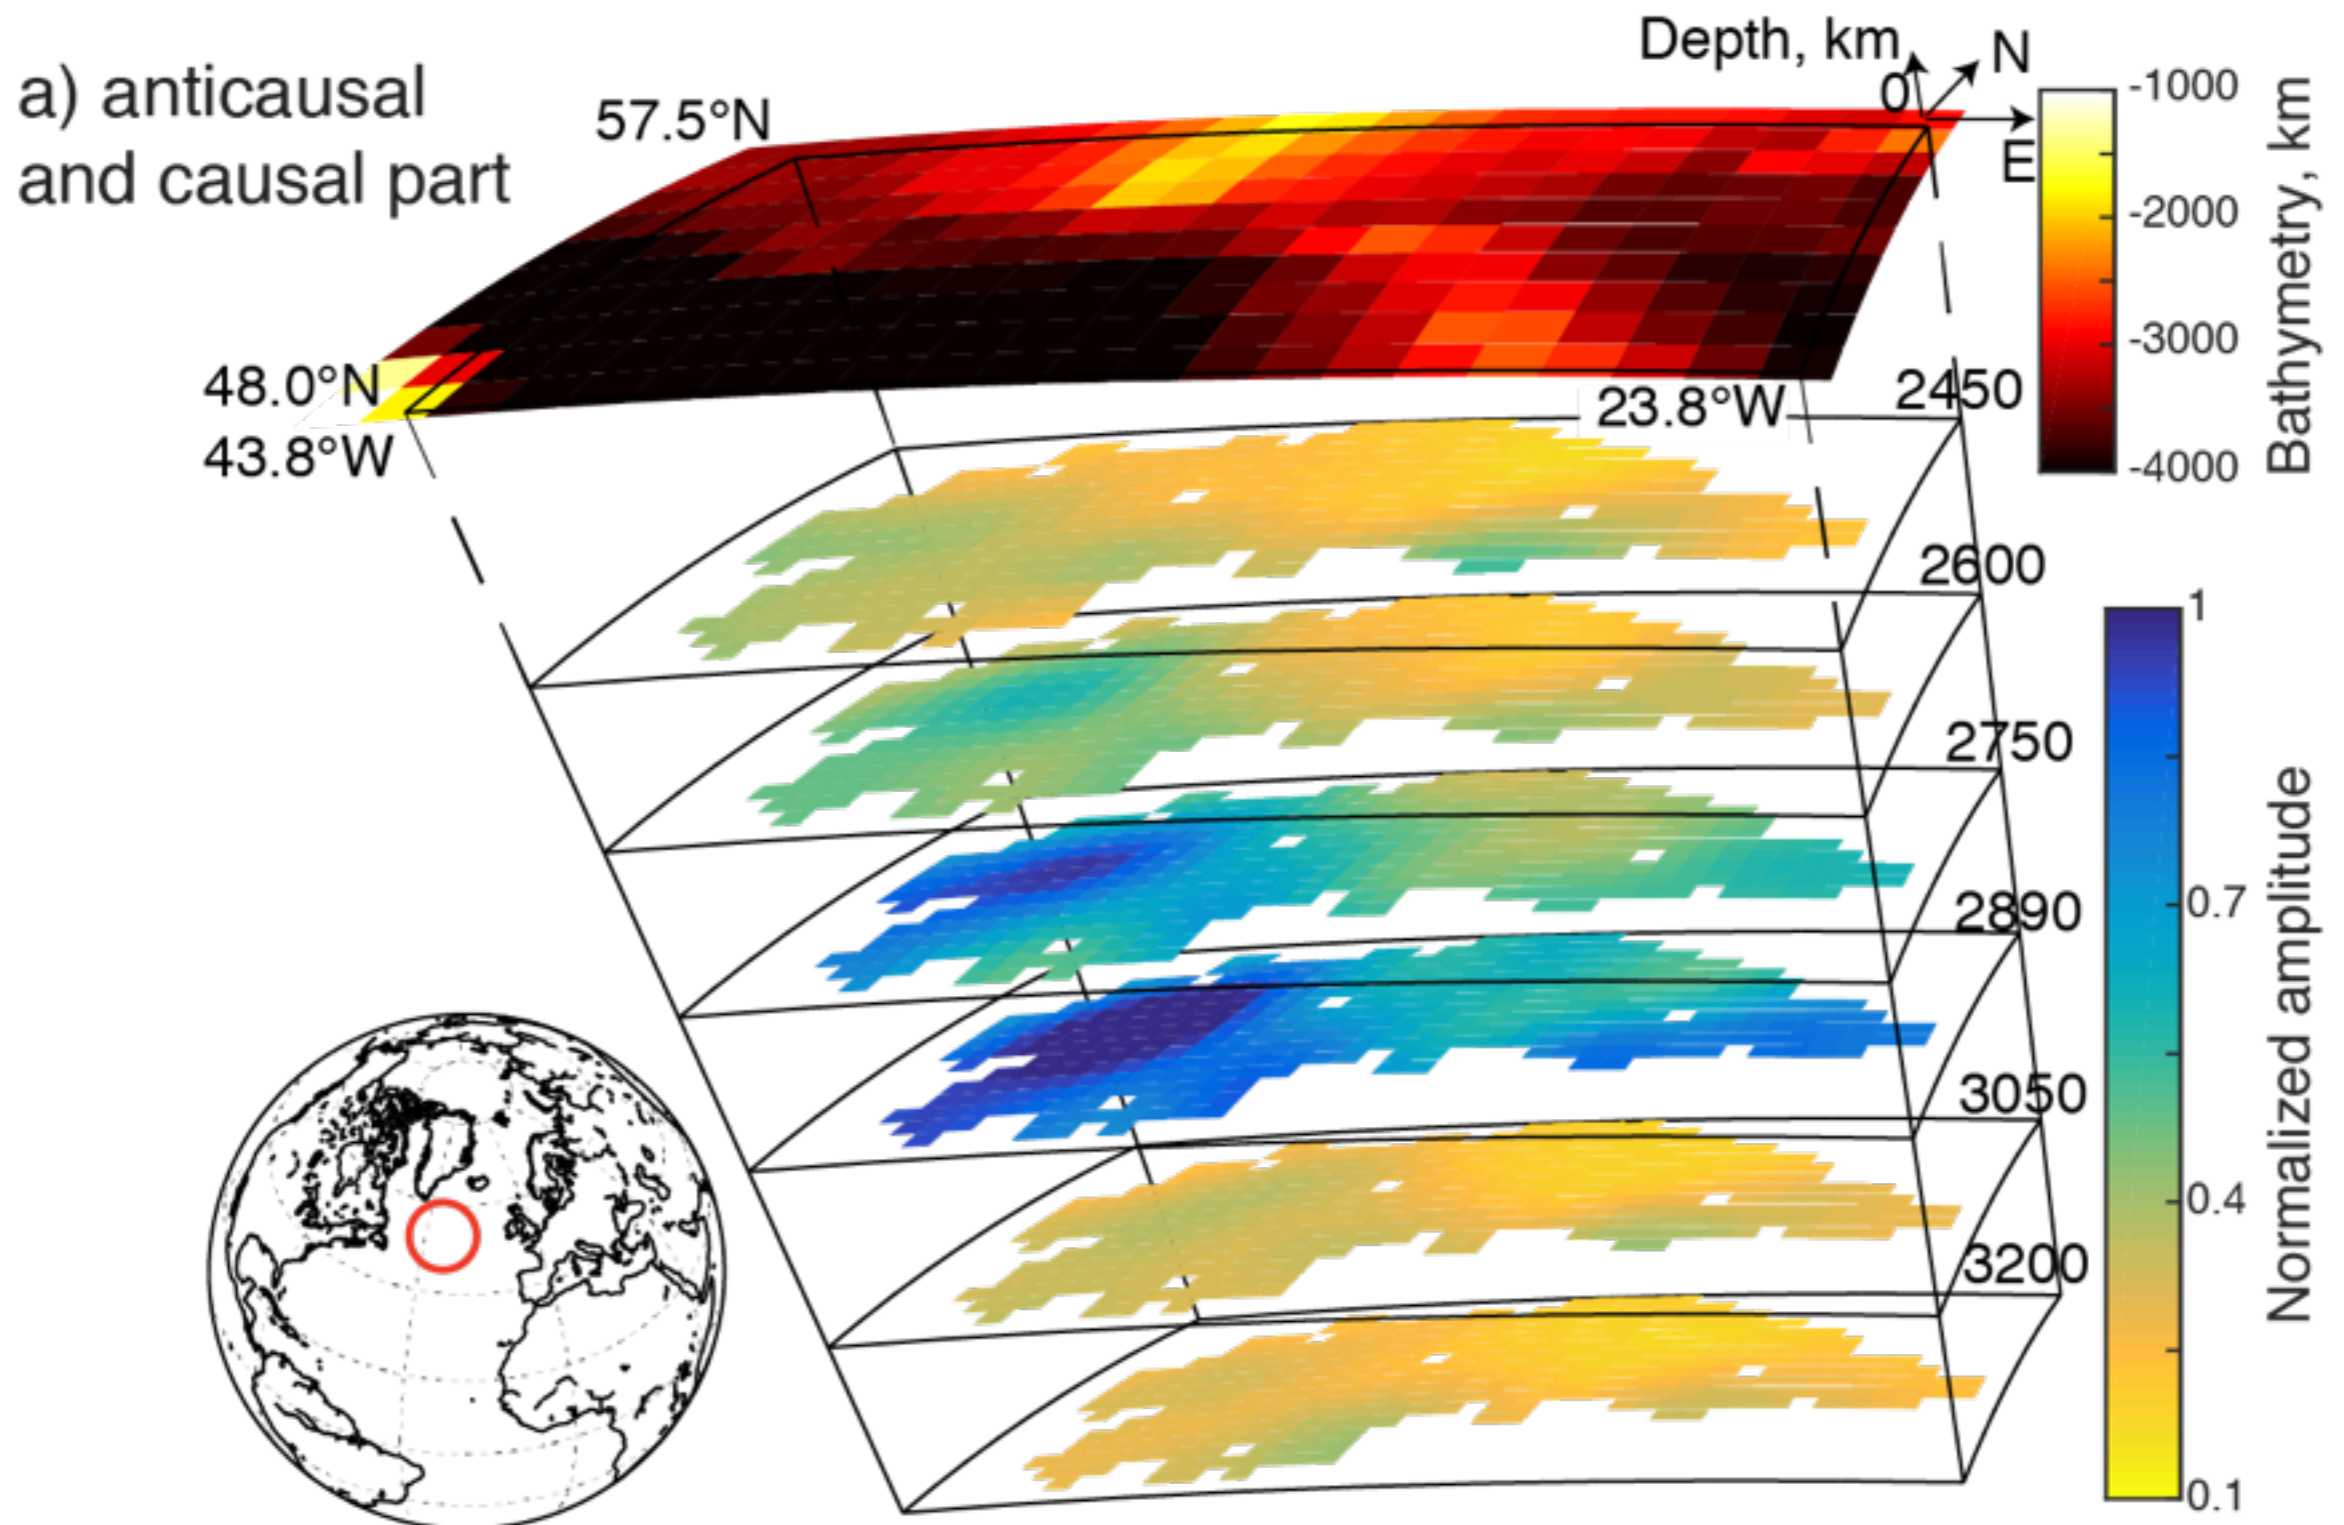 a) anticausal
and causal part
57.5°N
Depth, km
N
0
E
-1000
-2000
-3000
-4000
Bathymetry, km
48.0°N
43.8°W
23.8°W
2450
2600
2750
2890
3050
3200
1
0.7
0.4
0.1
Normalized amplitude